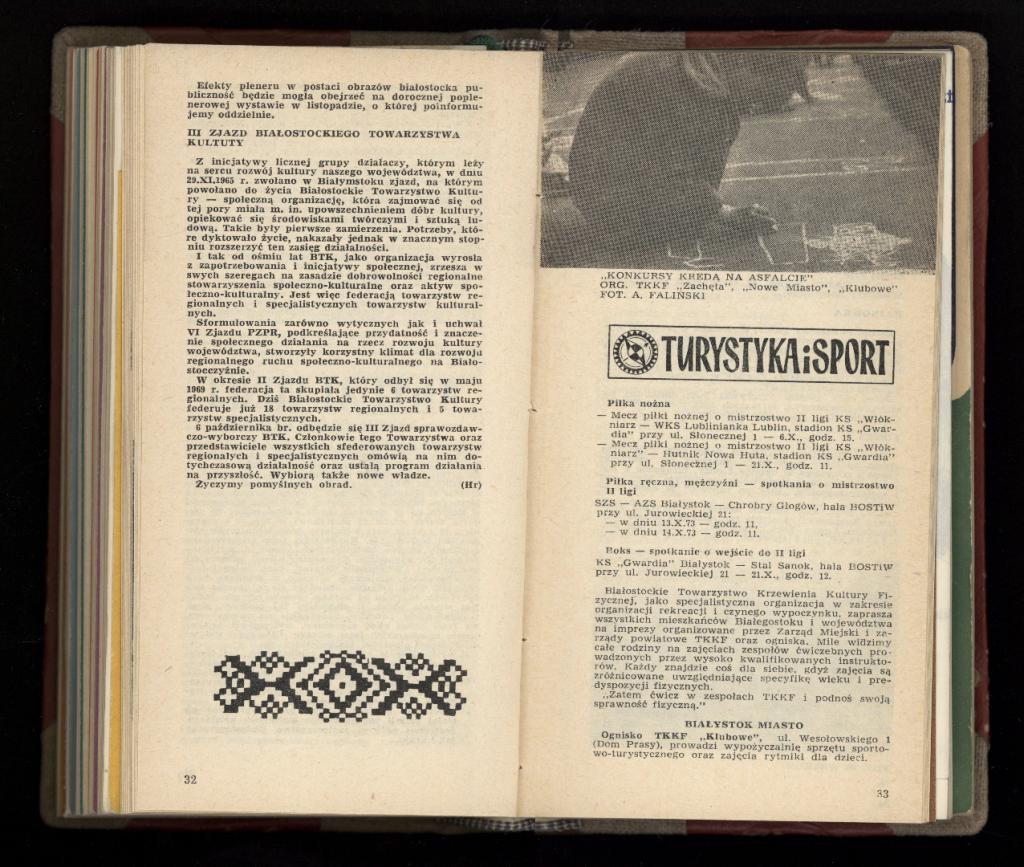 Efekty pleneru w postaci obrazów białostocka pu-
bliczność będzie mogła obejrzeć na dorocznej pople-
nerowej wystawie w listopadzie, o której poinformu-
jemy oddzielnie.
III ZJAZD BIAŁOSTOCKIEGO TOWARZYSTWA
KULTUTY
Z inicjatywy licznej grupy działaczy, którym leży
na sercu rozwój kultury naszego województwa, w dniu
29.XI.1965 r. zwołano w Białymstoku zjazd, na którym
powołano do życia Białostockie Towarzystwo Kultu-
ry — społeczną organizację, która zajmować się od
tej pory miała m. in. upowszechnieniem dóbr kultury,
opiekować się środowiskami twórczymi i sztuką lu-
dową. Takie były pierwsze zamierzenia. Potrzeby, któ-
re dyktowało życie, nakazały jednak w znacznym stop-
niu rozszerzyć ten zasięg działalności.
I tak od ośmiu lat BTK, jako organizacja wyrosła
z zapotrzebowania i inicjatywy społecznej, zrzesza w
swych szeregach na zasadzie dobrowolności regionalne
stowarzyszenia społeczno-kulturalne oraz aktyw spo-
łeczno-kulturalny. Jest więc federacją towarzystw re-
gionalnych i specjalistycznych towarzystw kultural-
nych.
Sformułowania zarówno wytycznych jak i uchwał
VI Zjazdu PZPR, podkreślające przydatność i znacze-
nie społecznego działania na rzecz rozwoju kultury
województwa, stworzyły korzystny klimat dla rozwoju
regionalnego ruchu społeczno-kulturalnego na Biało-
stocczyźnie.
W okresie II Zjazdu BTK, który odbył się w maju
1969 r. federacja ta skupiała jedynie 6 towarzystw re-
gionalnych. Dziś Białostockie Towarzystwo Kultury
federuje już 18 towarzystw regionalnych i 5 towa-
rzystw specjalistycznych.
6 października br. odbędzie się III Zjazd sprawozdaw-
czo-wyborczy BTK. Członkowie tego Towarzystwa oraz
przedstawiciele wszystkich sfederowanych towarzystw
regionalych i specjalistycznych omówią na nim do-
tychczasową działalność oraz ustalą program działania
na przyszłość. Wybiorą także nowe władze.
Życzymy pomyślnych obrad. (Hr)
32
„KONKURSY KREDĄ NA ASFALCIE"
ORG. TKKF „Zachęta", „Nowe Miasto", „Klubowe"
FOT. A. FALIŃSKI
TURYSTYKA i SPORT
Piłka nożna
— Mecz piłki nożnej o mistrzostwo II ligi KS „Włók-
niarz — WKS Lublinianka Lublin, stadion KS „Gwar-
dia" przy ul. Słonecznej 1 — 6.X., godz. 15.
— Mecz piłki nożnej o mistrzostwo II ligi KS „Włók-
niarz" — Hutnik Nowa Huta, stadion KS „Gwardia"
przy ul. Słonecznej 1 — 21.X., godz. 11.
Piłka ręczna, mężczyźni — spotkania o mistrzostwo
II ligi
SZS — AZS Białystok — Chrobry Głogów, hala BOSTiW
przy ul. Jurowieckiej 21:
— w dniu 13.X.73 — godz. 11,
— w dniu 14.X.73 — godz. 11.
Boks — spotkanie o wejście do II ligi
KS „Gwardia" Białystok — Stal Sanok, hala BOSTiW
przy ul. Jurowieckiej 21 — 21.X., godz. 12.
Białostockie Towarzystwo Krzewienia Kultury Fi-
zycznej, jako specjalistyczna organizacja w zakresie
organizacji rekreacji i czynego wypoczynku, zaprasza
wszystkich mieszkańców Białegostoku i województwa
na imprezy organizowane przez Zarząd Miejski i za-
rządy powiatowe TKKF oraz ogniska. Mile widzimy
całe rodziny na zajęciach zespołów ćwiczebnych pro-
wadzonych przez wysoko kwalifikowanych instrukto-
rów. Każdy znajdzie coś dla siebie, gdyż zajęcia są
zróżnicowane uwzględniające specyfikę wieku i pre-
dyspozycji fizycznych.
„Zatem ćwicz w zespołach TKKF i podnoś swoją
sprawność fizyczną."
BIAŁYSTOK MIASTO
Ognisko TKKF „Klubowe", ul. Wesołowskiego 1
(Dom Prasy), prowadzi wypożyczalnię sprzętu sporto-
wo-turystycznego oraz zajęcia rytmiki dla dzieci.
33